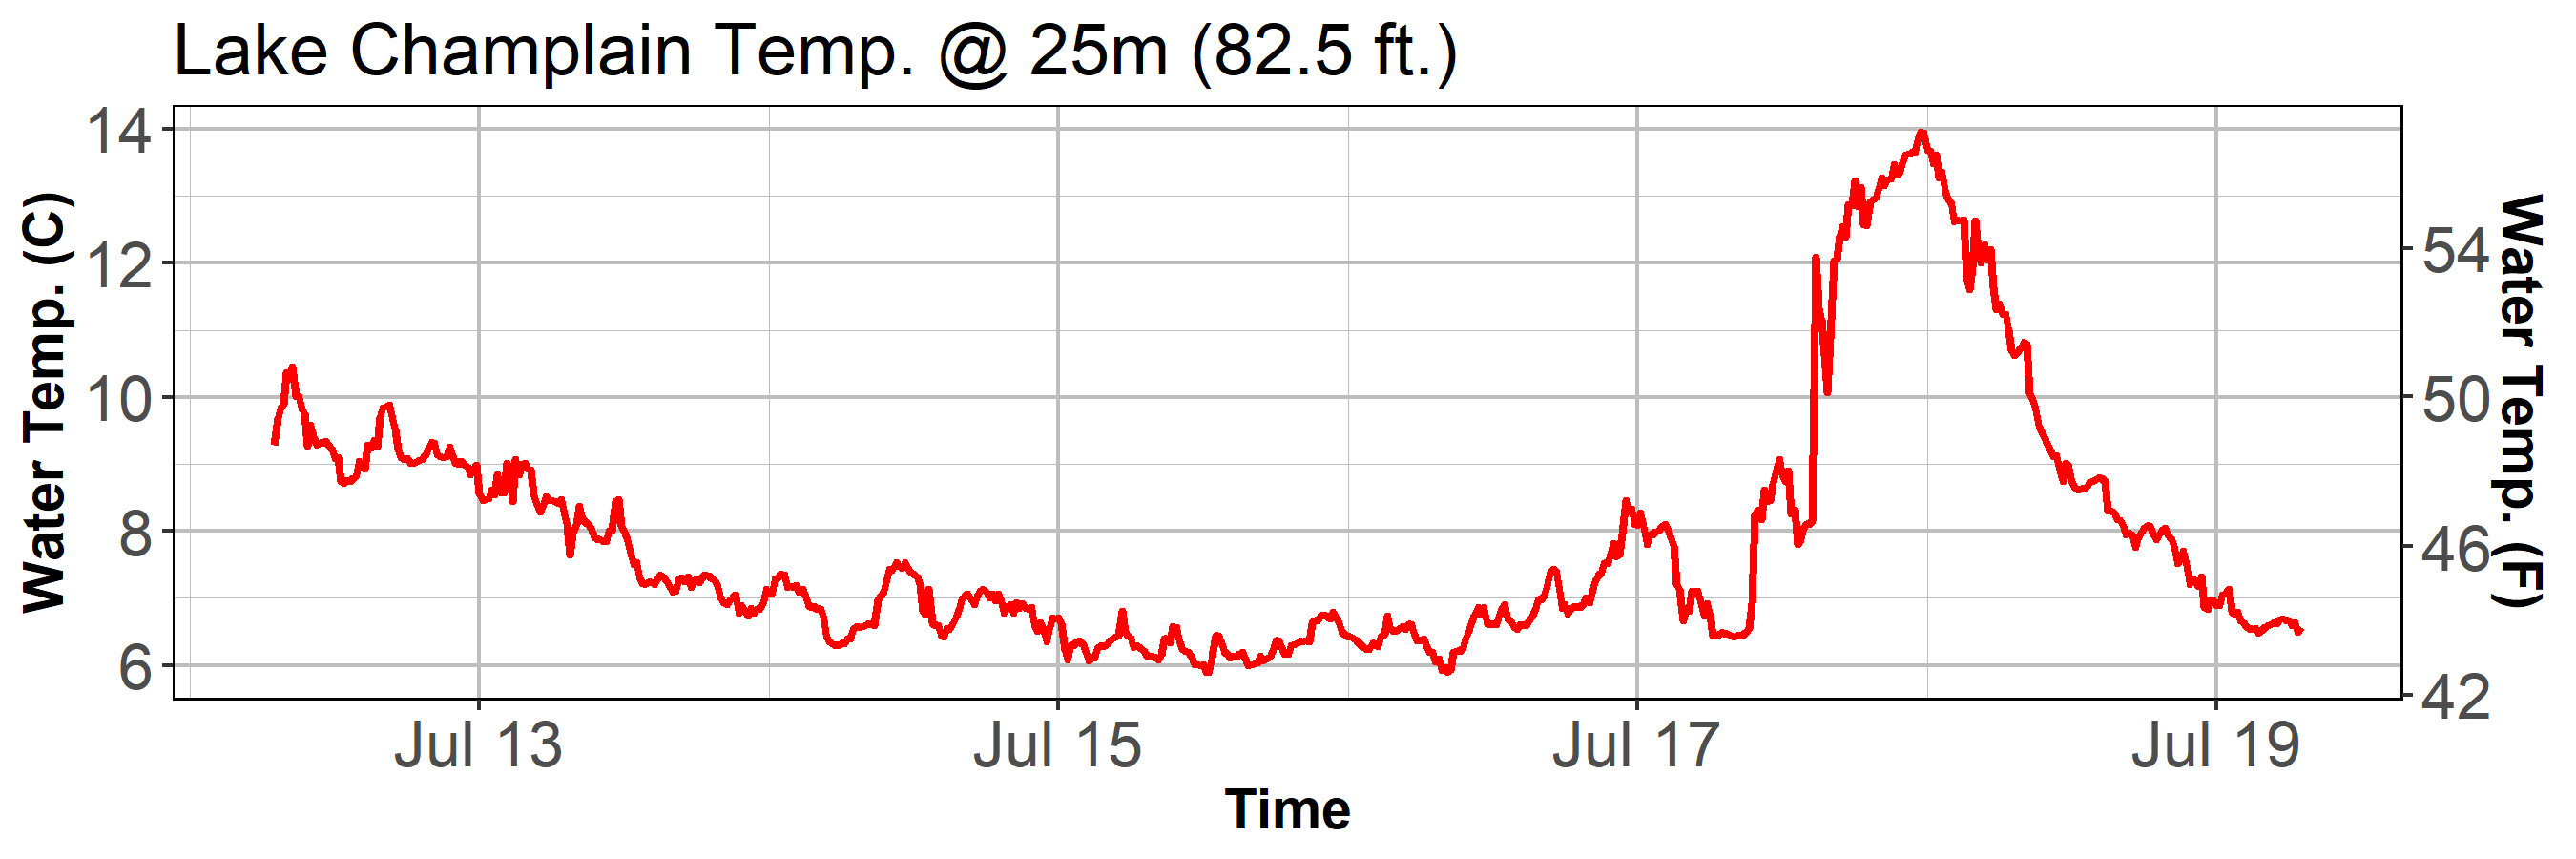 Lake Champlain Temp. @ 25m (82.5 ft.)
Water Temp. (C)
14
12
10
8
6
54
50
46
42
Water Temp. (F)
Jul 13 Jul 15 Jul 17 Jul 19
Time